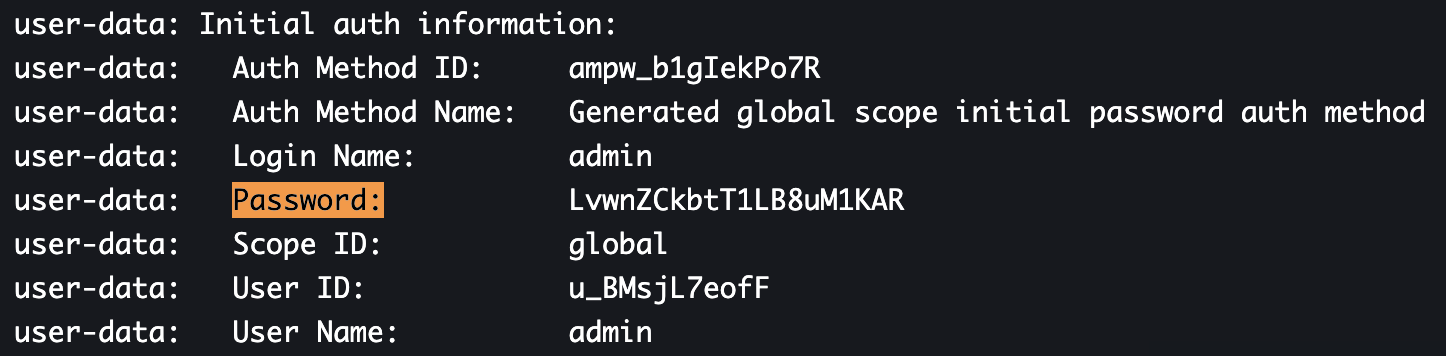 user-data: Initial auth information:
user-data:   Auth Method ID:     ampw_b1gIekPo7R
user-data:   Auth Method Name:   Generated global scope initial password auth method
user-data:   Login Name:         admin
user-data:   Password:           LvwnZCkbtT1LB8uM1KAR
user-data:   Scope ID:           global
user-data:   User ID:            u_BMsjL7eofF
user-data:   User Name:          admin